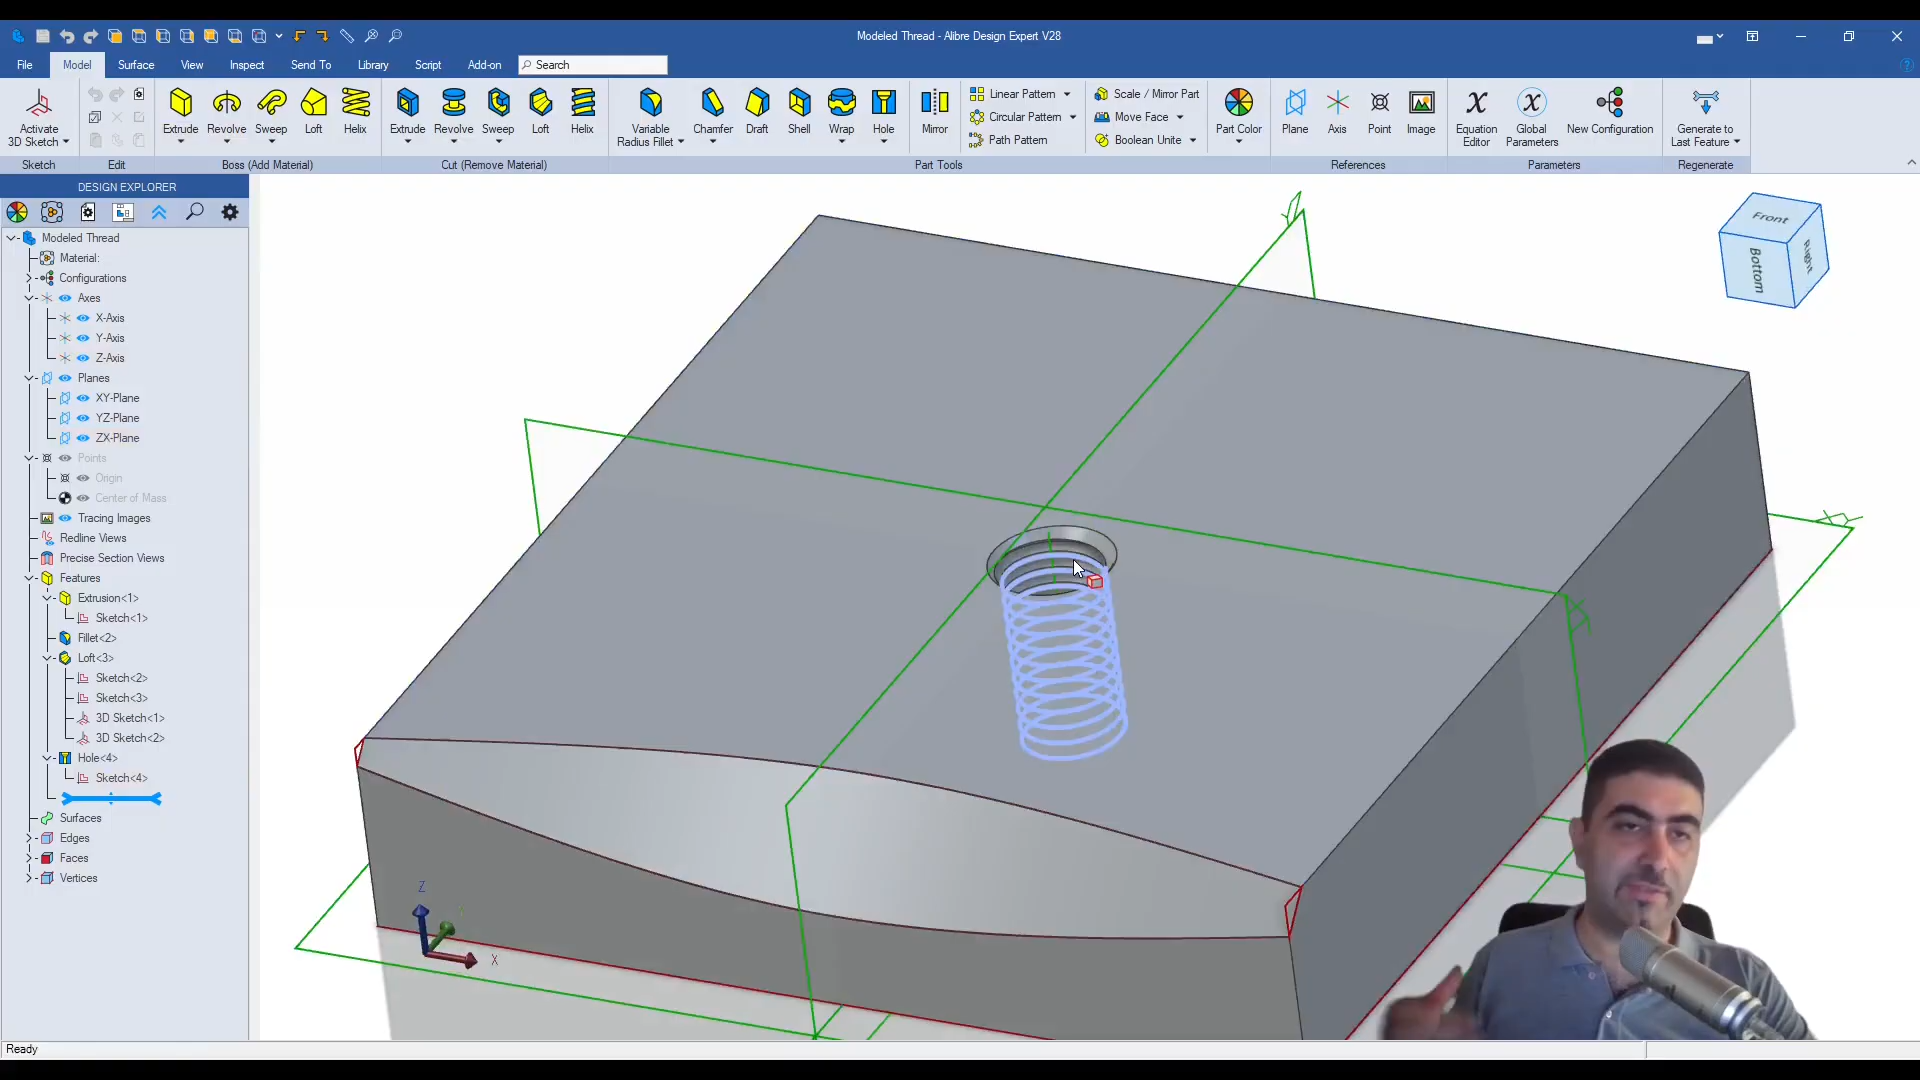 Modeled Thread - Alibre Design Expert V28
File Model Surface View Inspect Send To Library Script Add-on Search
Activate 3D Sketch
Extrude Revolve Sweep Loft Helix
Extrude Revolve Sweep Loft Helix
Variable Radius Fillet Chamfer Draft Shell Wrap Hole Mirror
Linear Pattern
Circular Pattern
Path Pattern
Scale / Mirror Part
Move Face
Boolean Unite
Part Color
Plane Axis Point Image
Equation Editor
Global Parameters
New Configuration
Generate to Last Feature
Sketch Edit Boss (Add Material) Cut (Remove Material) Part Tools References Parameters Regenerate
DESIGN EXPLORER
Modeled Thread
Material:
Configurations
Axes
X-Axis
Y-Axis
Z-Axis
Planes
XY-Plane
YZ-Plane
ZX-Plane
Points
Origin
Center of Mass
Tracing Images
Redline Views
Precise Section Views
Features
Extrusion<1>
Sketch<1>
Fillet<2>
Loft<3>
Sketch<2>
Sketch<3>
3D Sketch<1>
3D Sketch<2>
Hole<4>
Sketch<4>
Surfaces
Edges
Faces
Vertices
Front
Bottom
Right
Z
X
Ready